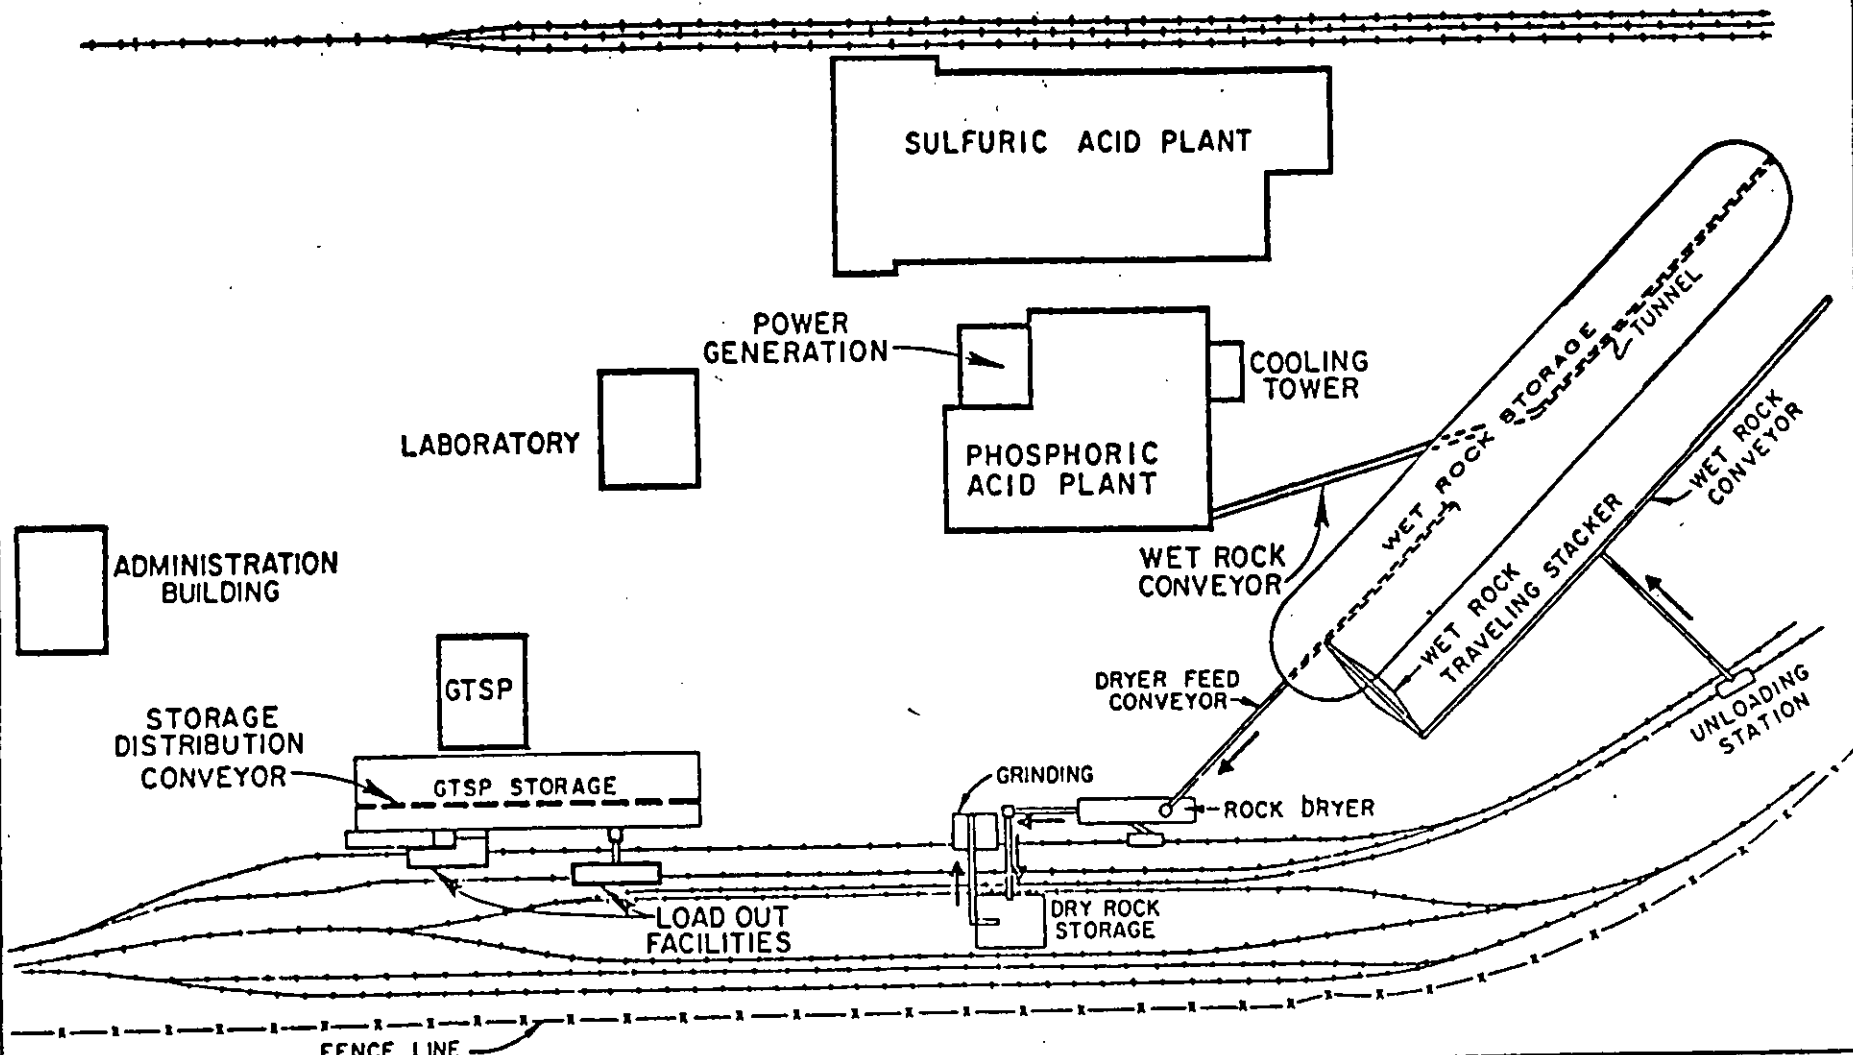 SULFURIC ACID PLANT
POWER
GENERATION
COOLING
TOWER
LABORATORY
PHOSPHORIC
ACID PLANT
WET ROCK STORAGE
TUNNEL
WET ROCK
CONVEYOR
WET ROCK
CONVEYOR
ADMINISTRATION
BUILDING
WET ROCK
TRAVELING STACKER
GTSP
DRYER FEED
CONVEYOR
UNLOADING
STATION
STORAGE
DISTRIBUTION
CONVEYOR
GTSP STORAGE
GRINDING
ROCK DRYER
LOAD OUT
FACILITIES
DRY ROCK
STORAGE
FENCE LINE